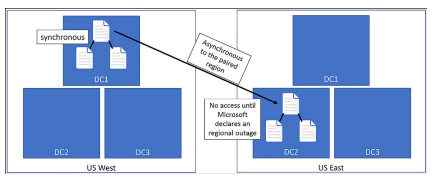 synchronous
DC1
DC2
DC3
US West
Asynchronous
to the paired
region
No access until
Microsoft
declares an
regional outage
DC1
DC2
DC3
US East